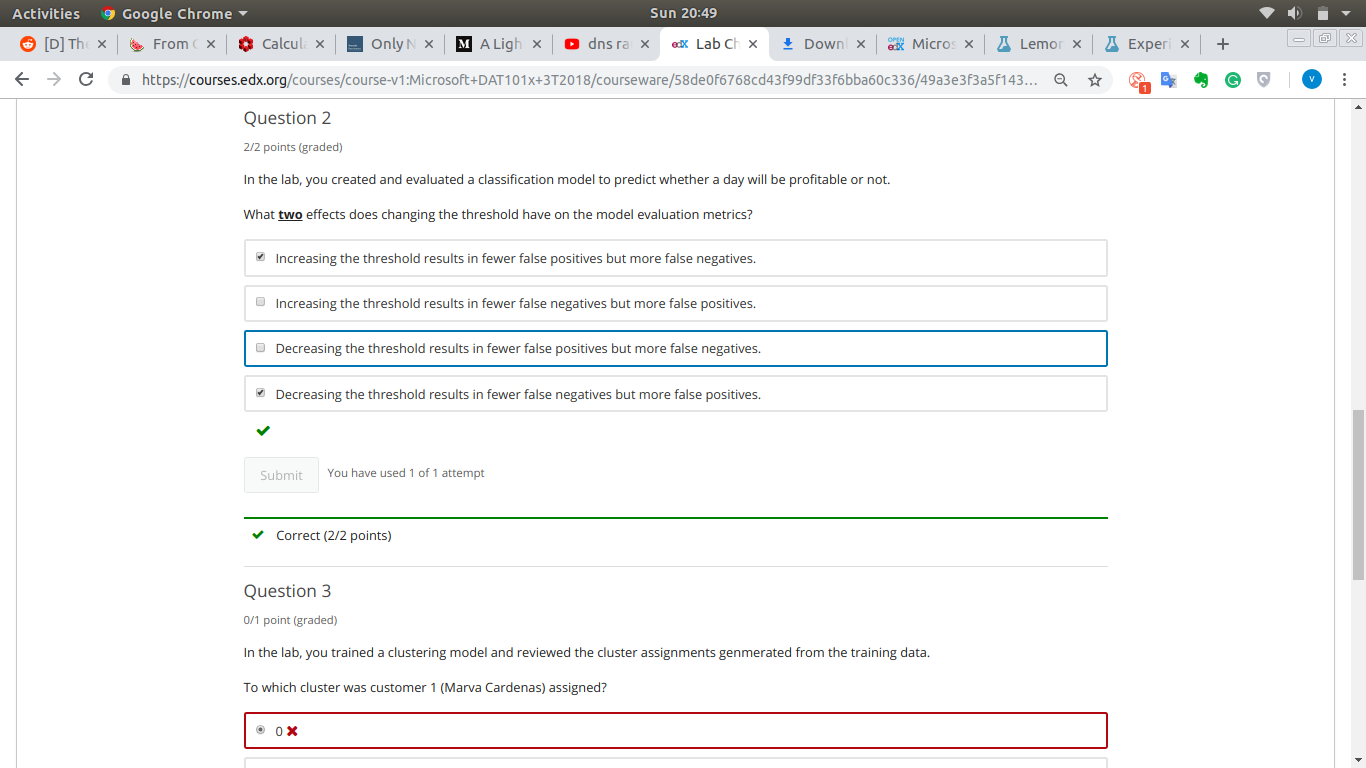 Activities Google Chrome Sun 20:49
[D] Th From Calcul Only N A Ligh dns ra Lab Ch Down Micros Lemor Experi
https://courses.edx.org/courses/course-v1:Microsoft+DAT101x+3T2018/courseware/58de0f6768cd43f99df33f6bba60c336/49a3e3f3a5f143... 1 V
Question 2
2/2 points (graded)
In the lab, you created and evaluated a classification model to predict whether a day will be profitable or not.
What two effects does changing the threshold have on the model evaluation metrics?
Increasing the threshold results in fewer false positives but more false negatives.
Increasing the threshold results in fewer false negatives but more false positives.
Decreasing the threshold results in fewer false positives but more false negatives.
Decreasing the threshold results in fewer false negatives but more false positives.
Submit You have used 1 of 1 attempt
Correct (2/2 points)
Question 3
0/1 point (graded)
In the lab, you trained a clustering model and reviewed the cluster assignments genmerated from the training data.
To which cluster was customer 1 (Marva Cardenas) assigned?
0